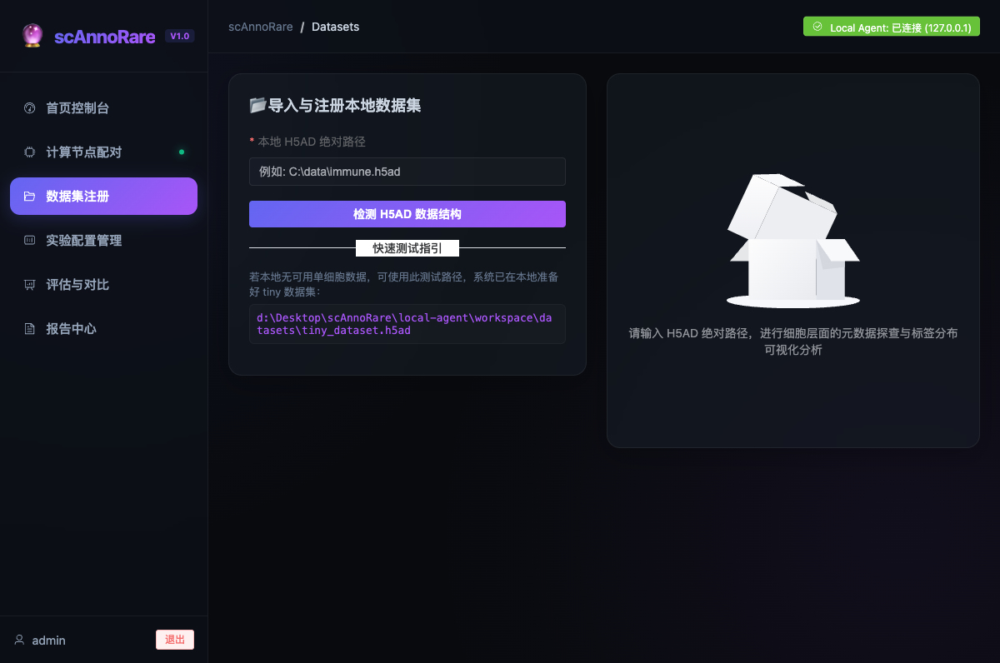 scAnnoRare V1.0
首页控制台
计算节点配对
数据集注册
实验配置管理
评估与对比
报告中心
admin 退出
scAnnoRare / Datasets
Local Agent: 已连接 (127.0.0.1)
导入与注册本地数据集
* 本地 H5AD 绝对路径
例如: C:\data\immune.h5ad
检测 H5AD 数据结构
快速测试指引
若本地无可用单细胞数据，可使用此测试路径，系统已在本地准备
好 tiny 数据集：
d:\Desktop\scAnnoRare\local-agent\workspace\da
tasets\tiny_dataset.h5ad
请输入 H5AD 绝对路径，进行细胞层面的元数据探查与标签分布
可视化分析